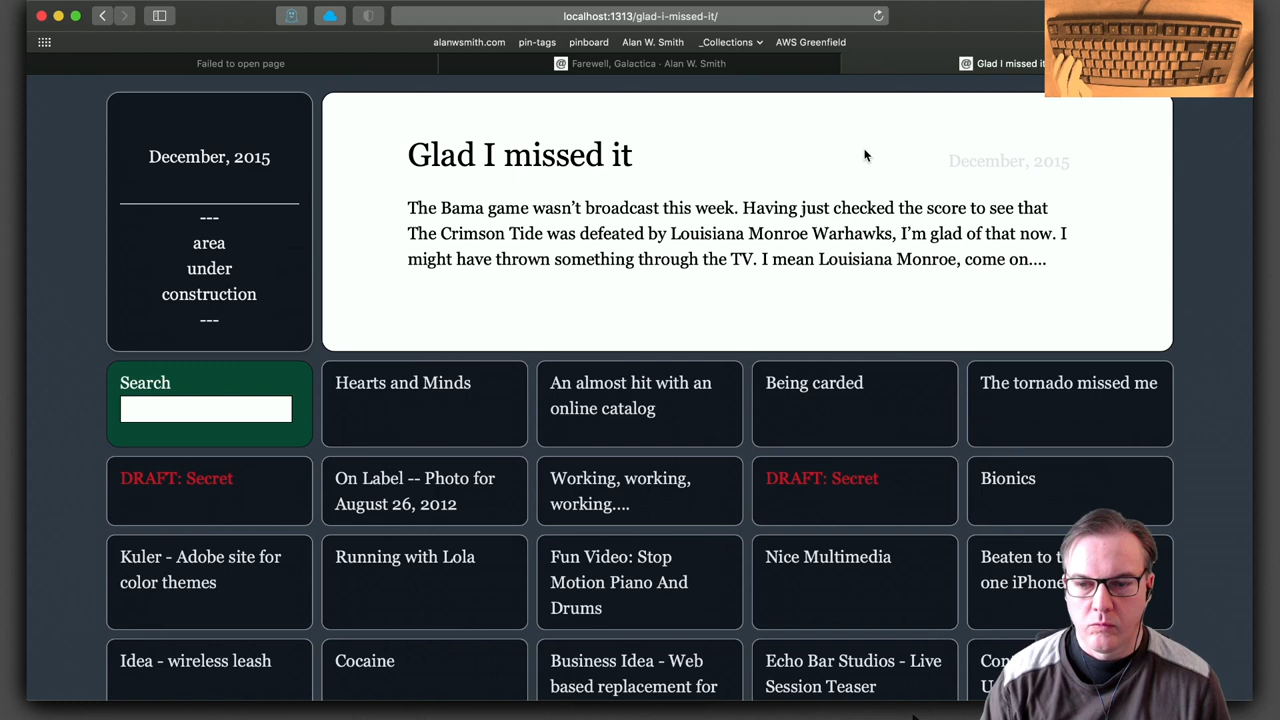 localhost:1313/glad-i-missed-it/
alanwsmith.com
pin-tags
pinboard
Alan W. Smith
_Collections
AWS Greenfield
Failed to open page
@ Farewell, Galactica - Alan W. Smith
@ Glad I missed it
December, 2015
---
area
under
construction
---
Glad I missed it
December, 2015
The Bama game wasn’t broadcast this week. Having just checked the score to see that
The Crimson Tide was defeated by Louisiana Monroe Warhawks, I’m glad of that now. I
might have thrown something through the TV. I mean Louisiana Monroe, come on….
Search
Hearts and Minds
An almost hit with an
online catalog
Being carded
The tornado missed me
DRAFT: Secret
On Label -- Photo for
August 26, 2012
Working, working,
working….
DRAFT: Secret
Bionics
Kuler - Adobe site for
color themes
Running with Lola
Fun Video: Stop
Motion Piano And
Drums
Nice Multimedia
Beaten to
one iPhone
Idea - wireless leash
Cocaine
Business Idea - Web
based replacement for
Echo Bar Studios - Live
Session Teaser